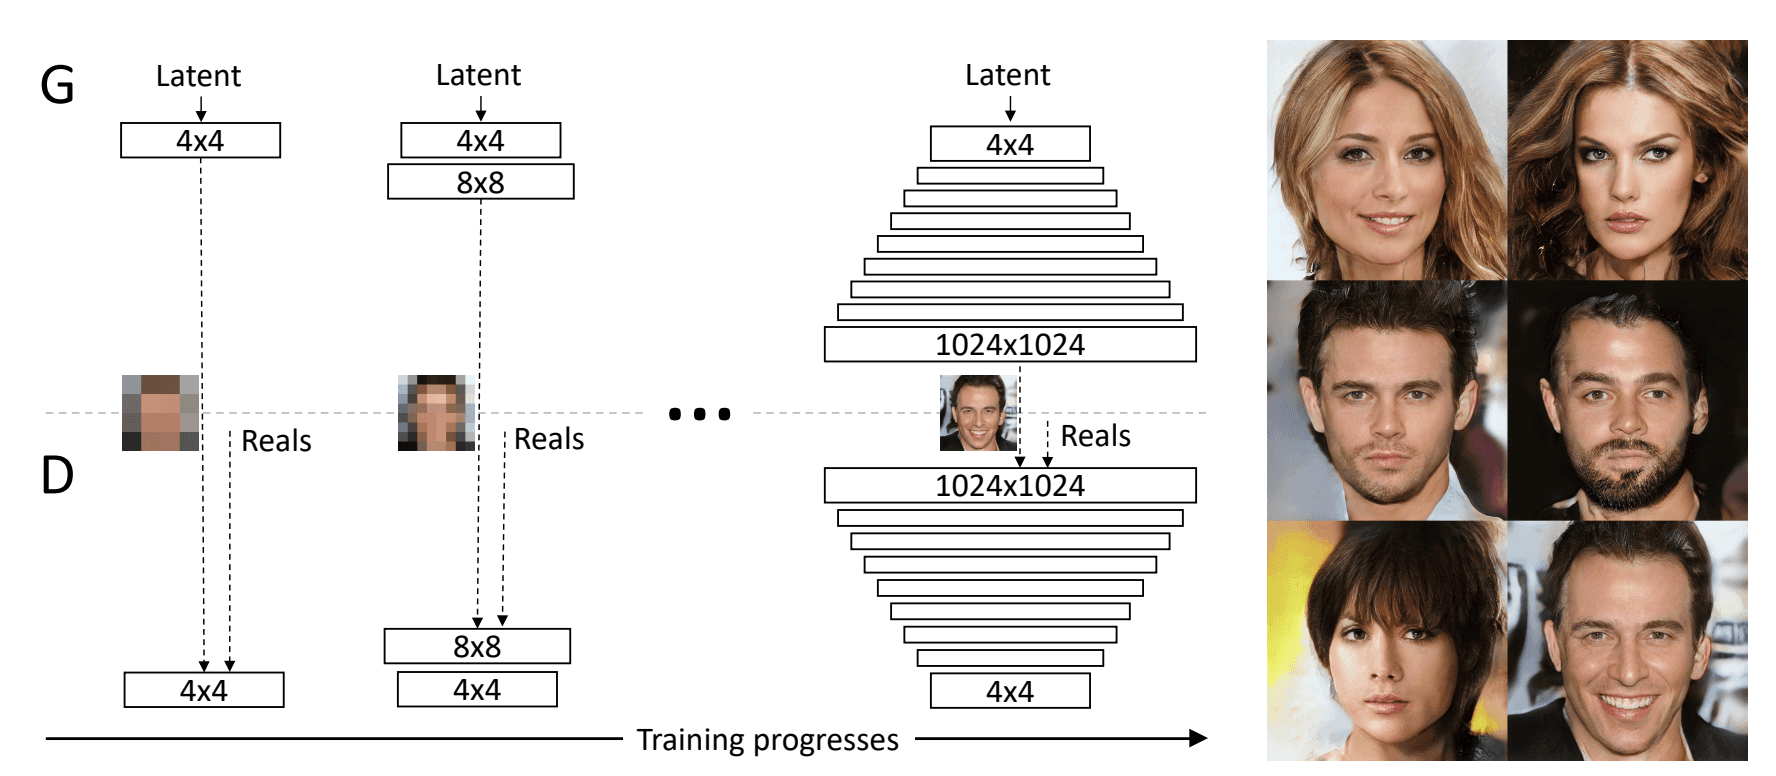 G
Latent
4x4
Latent
4x4
8x8
Latent
4x4
1024x1024
Reals
Reals
Reals
D
4x4
8x8
4x4
1024x1024
4x4
Training progresses